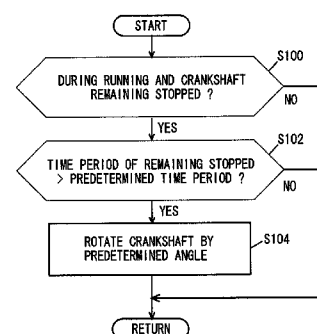 START
S100
DURING RUNNING AND CRANKSHAFT
REMAINING STOPPED ?
NO
YES
S102
TIME PERIOD OF REMAINING STOPPED
> PREDETERMINED TIME PERIOD ?
NO
YES
S104
ROTATE CRANKSHAFT BY
PREDETERMINED ANGLE
RETURN